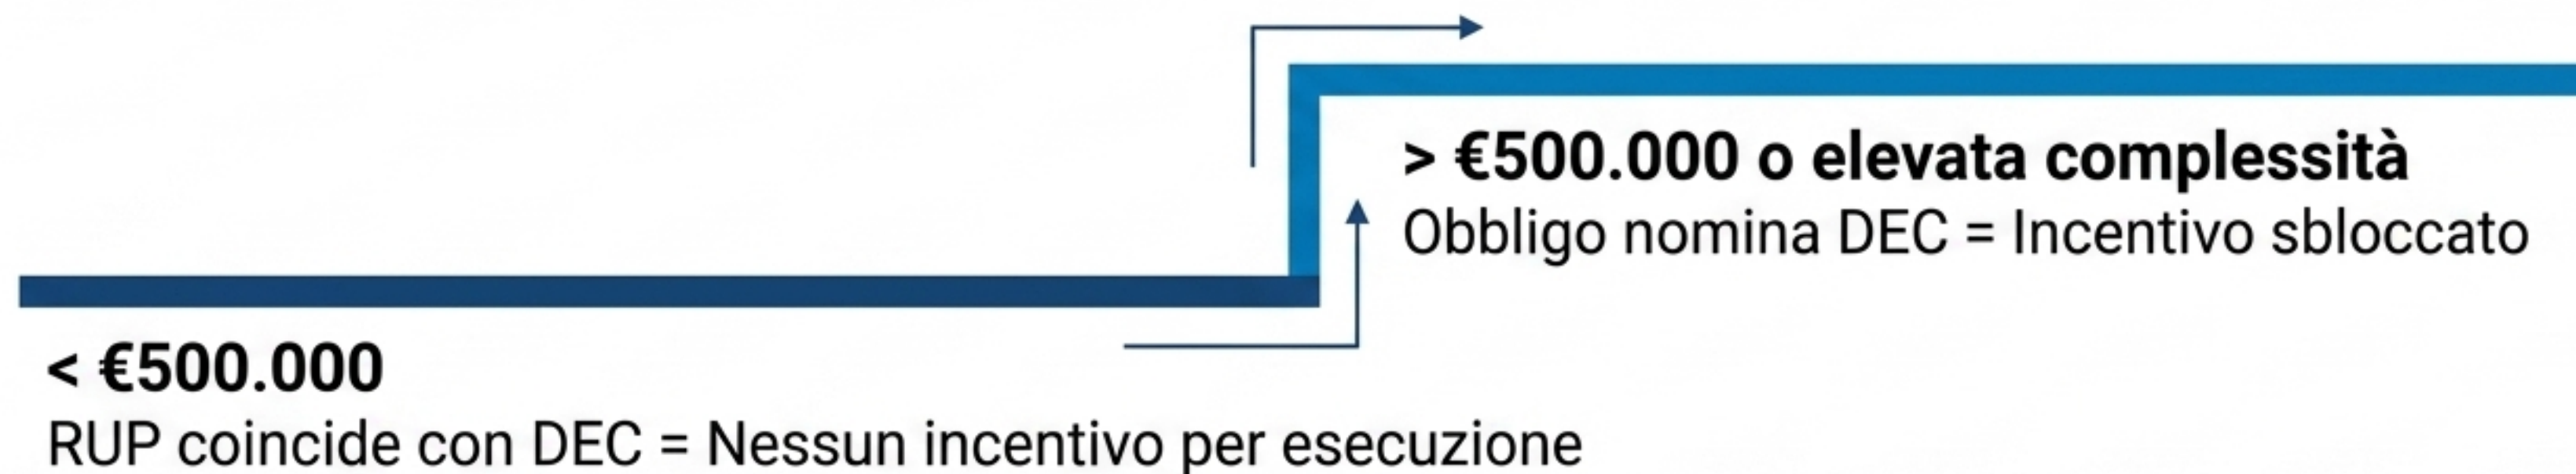 > €500.000 o elevata complessità
Obbligo nomina DEC = Incentivo sbloccato
< €500.000
RUP coincide con DEC = Nessun incentivo per esecuzione